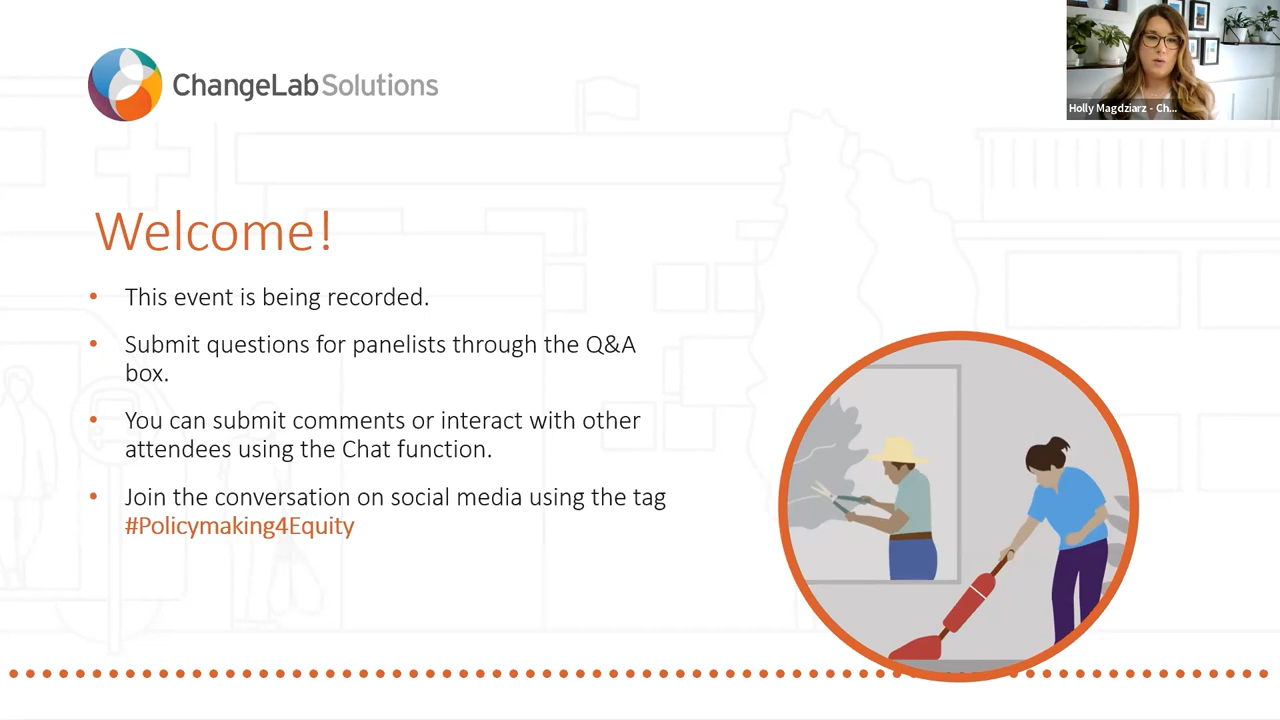 ChangeLabSolutions
Holly Magdziarz - Ch...
Welcome!
• This event is being recorded.
• Submit questions for panelists through the Q&A
box.
• You can submit comments or interact with other
attendees using the Chat function.
• Join the conversation on social media using the tag
#Policymaking4Equity